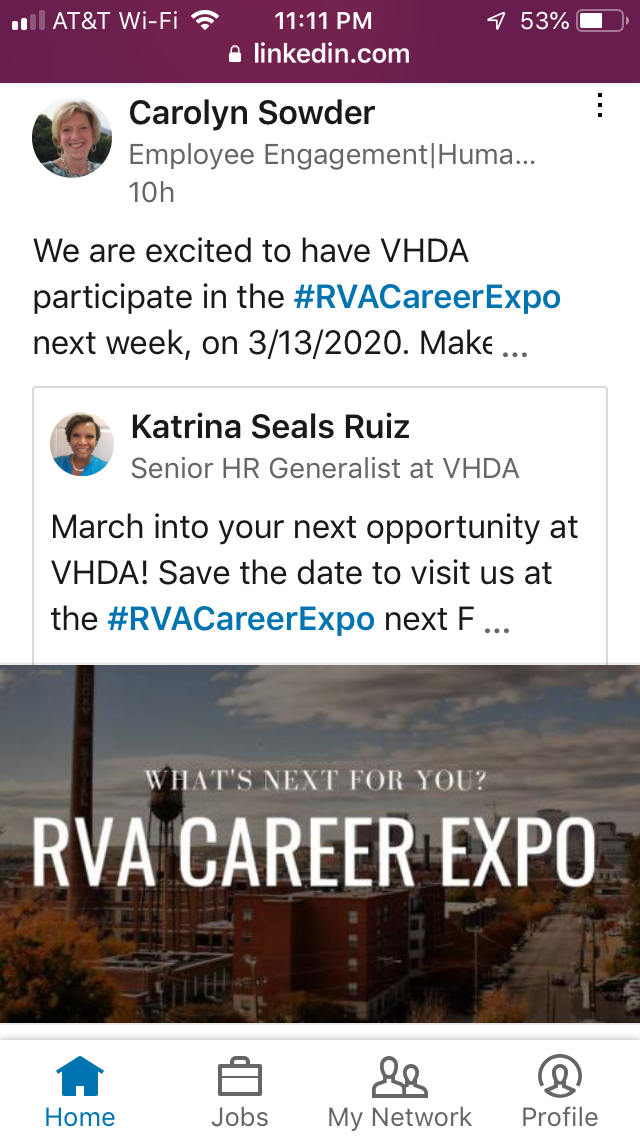 AT&T Wi-Fi 11:11 PM 53%
linkedin.com
Carolyn Sowder
Employee Engagement|Huma...
10h
We are excited to have VHDA
participate in the #RVACareerExpo
next week, on 3/13/2020. Make ...
Katrina Seals Ruiz
Senior HR Generalist at VHDA
March into your next opportunity at
VHDA! Save the date to visit us at
the #RVACareerExpo next F ...
WHAT'S NEXT FOR YOU?
RVA CAREER EXPO
Home Jobs My Network Profile